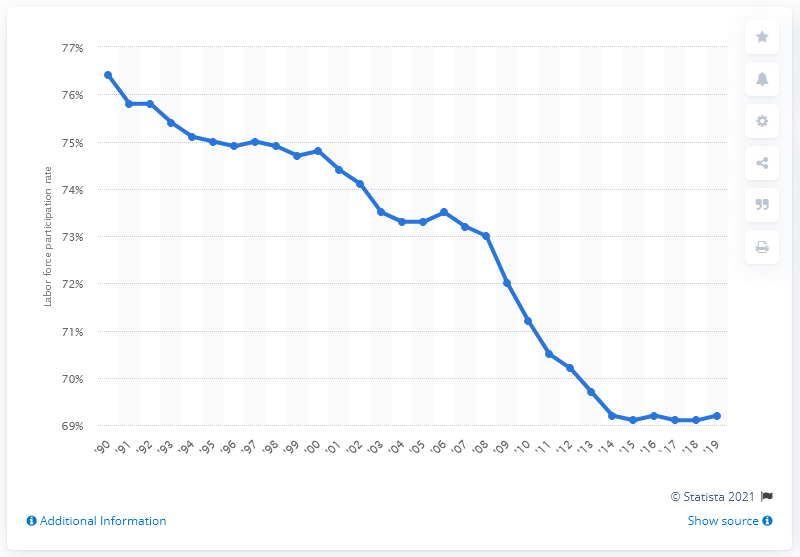 77%
76%
75%
74%
73%
72%
71%
70%
69%
Labor force participation rate
'90 '91 '92 '93 '94 '95 '96 '97 '98 '99 '00 '01 '02 '03 '04 '05 '06 '07 '08 '09 '10 '11 '12 '13 '14 '15 '16 '17 '18 '19
© Statista 2021
Additional Information
Show source